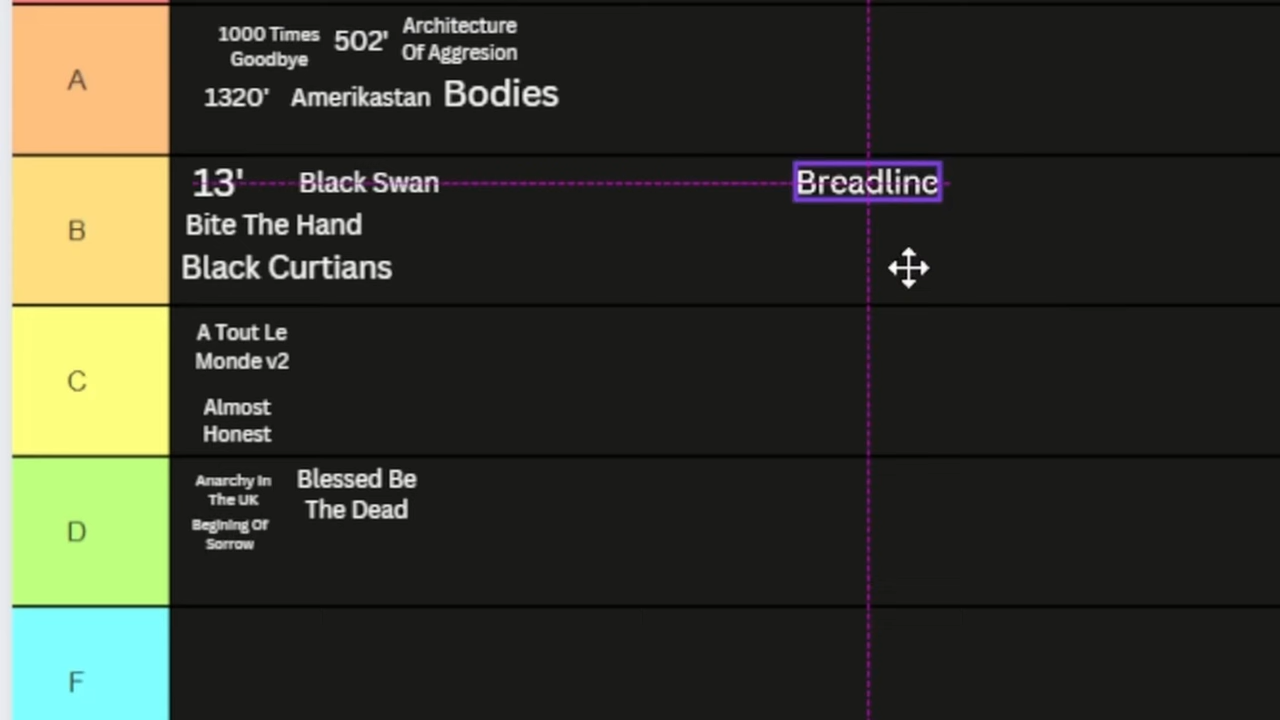 A
1000 Times
Goodbye
502'
Architecture
Of Aggresion
1320'
Amerikastan
Bodies
B
13'
Black Swan
Breadline
Bite The Hand
Black Curtians
C
A Tout Le
Monde v2
Almost
Honest
D
Anarchy In
The UK
Blessed Be
The Dead
Begining Of
Sorrow
F